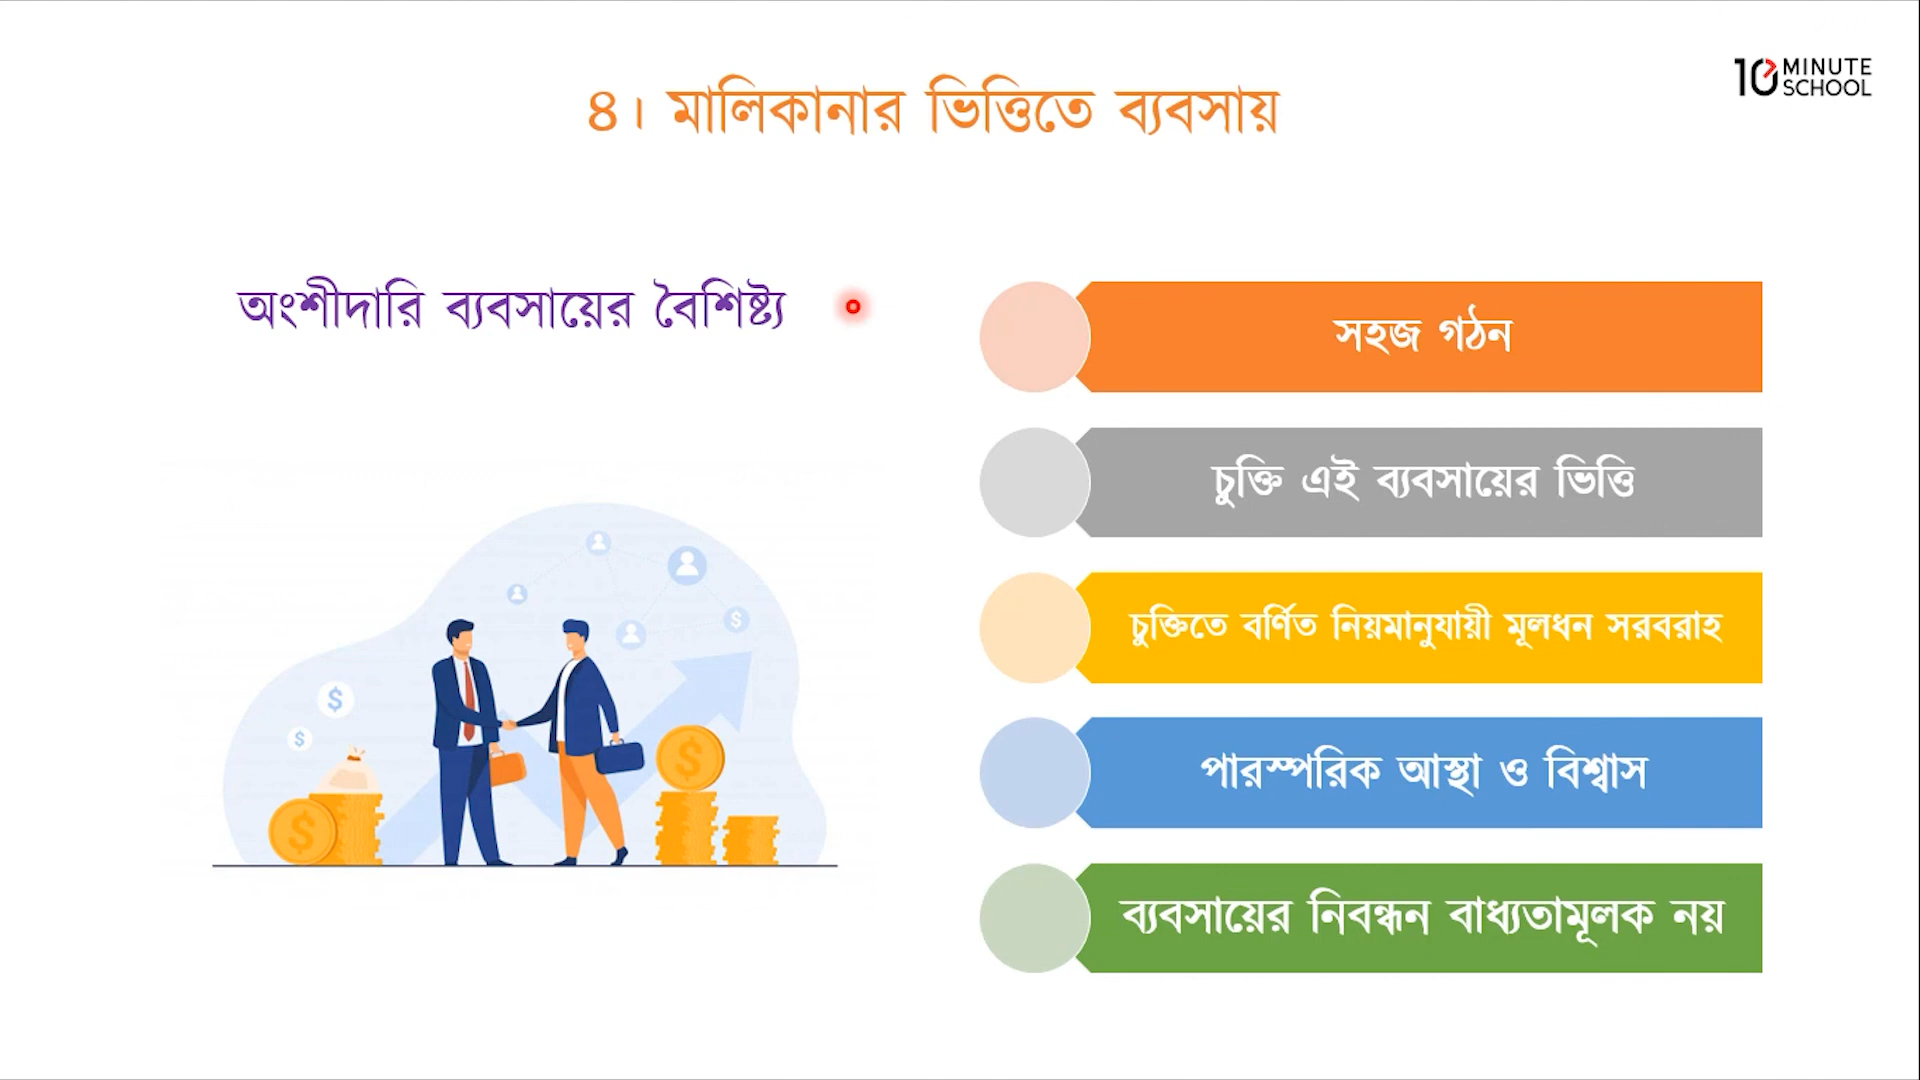 ৪। মালিকানার ভিত্তিতে ব্যবসায়
10 MINUTE SCHOOL
অংশীদারি ব্যবসায়ের বৈশিষ্ট্য
সহজ গঠন
চুক্তি এই ব্যবসায়ের ভিত্তি
চুক্তিতে বর্ণিত নিয়মানুযায়ী মূলধন সরবরাহ
পারস্পরিক আস্থা ও বিশ্বাস
ব্যবসায়ের নিবন্ধন বাধ্যতামূলক নয়